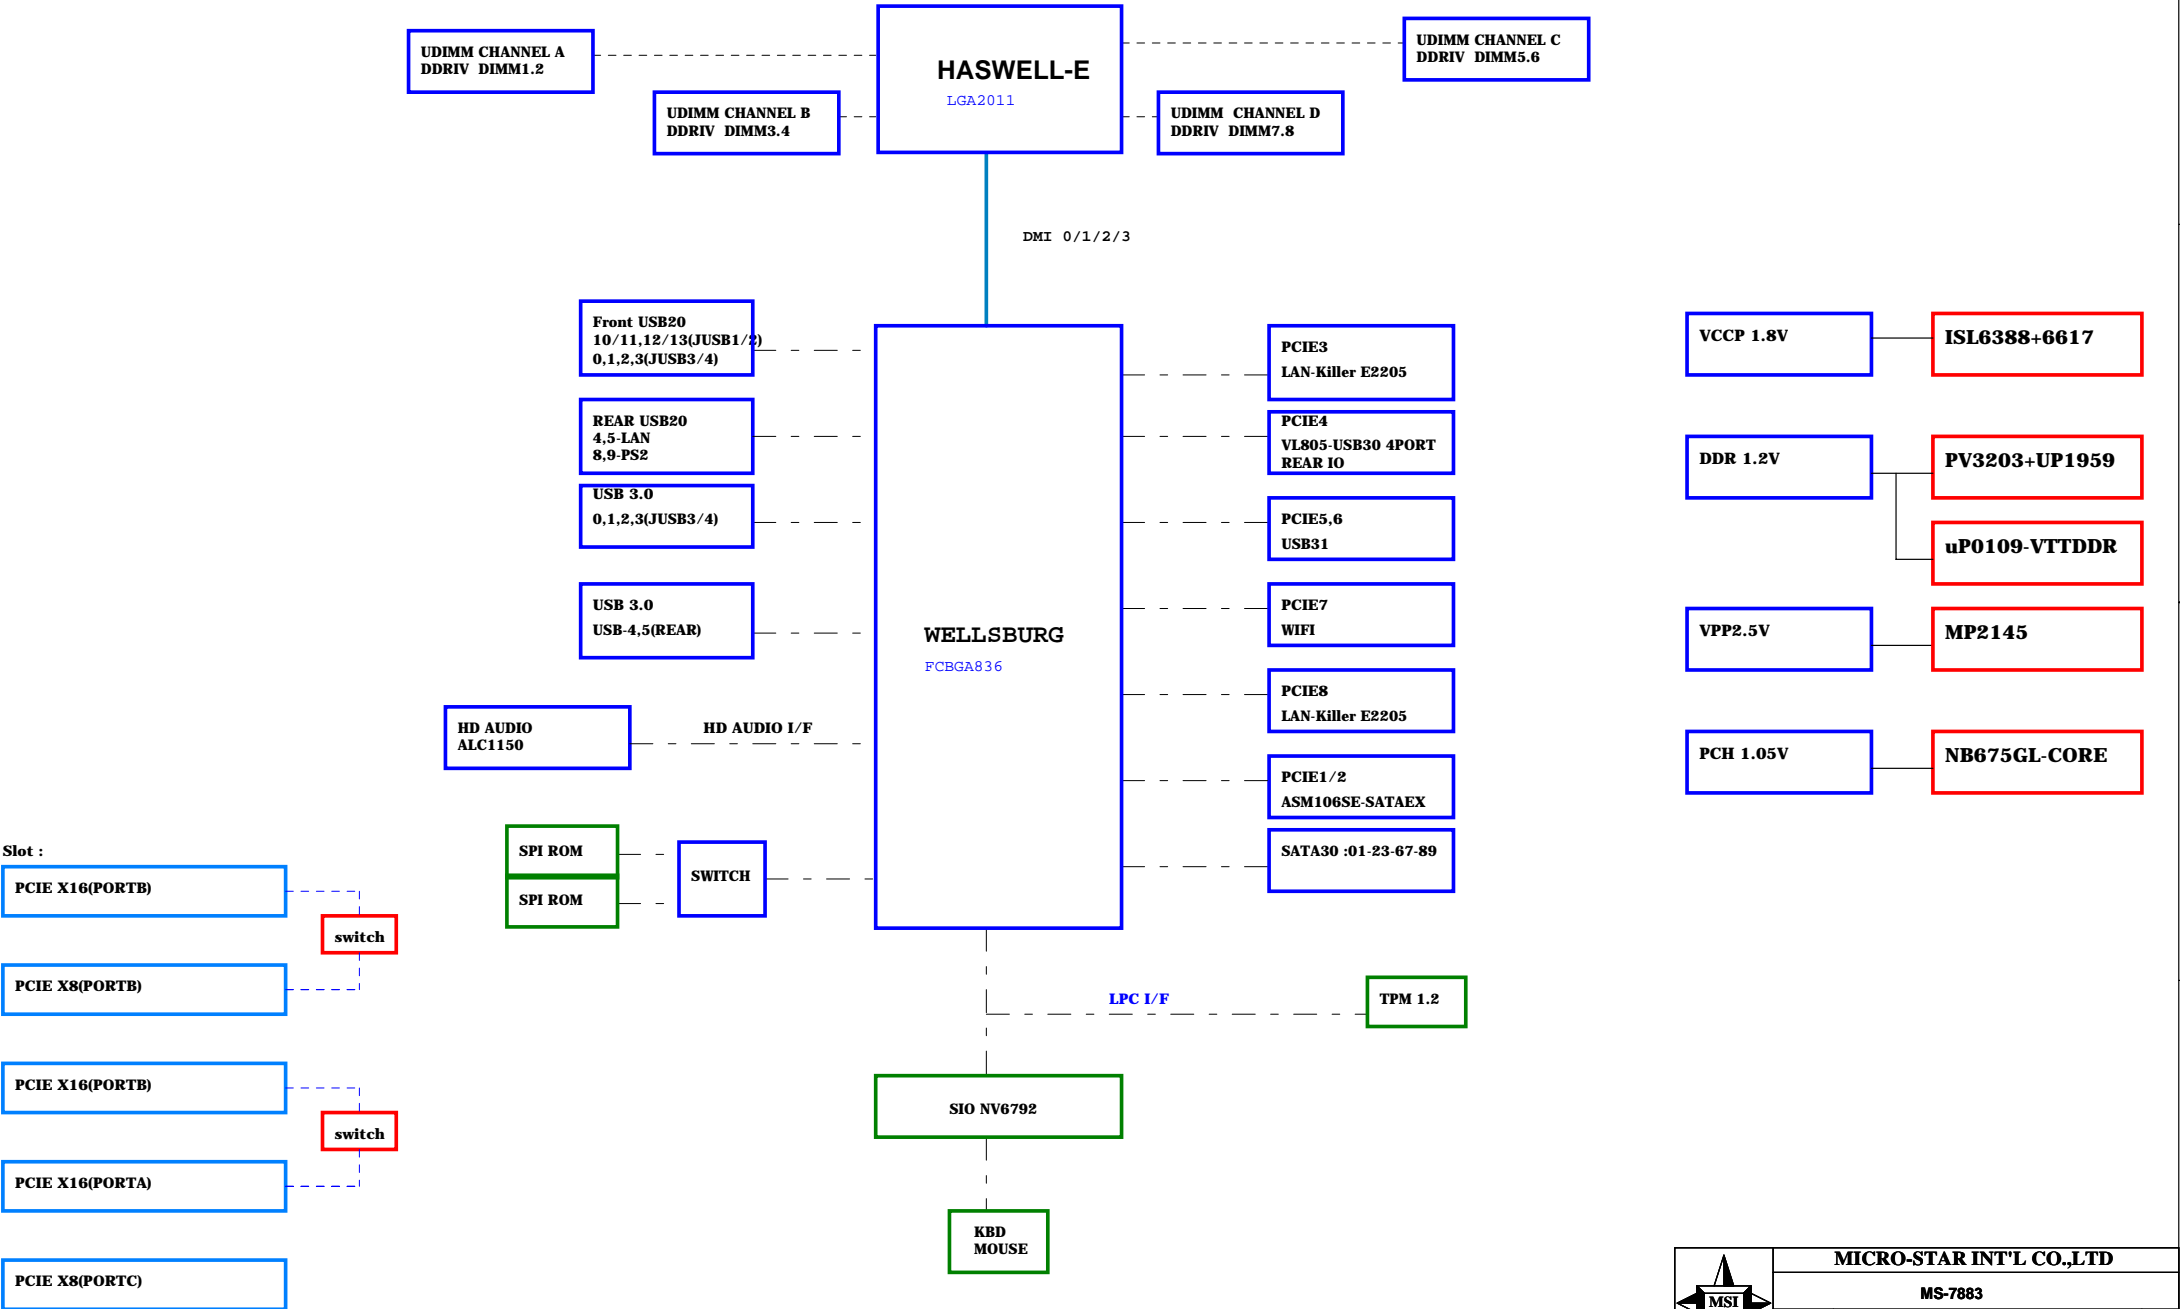 UDIMM CHANNEL A
DDRIV DIMM1.2
HASWELL-E
LGA2011
UDIMM CHANNEL C
DDRIV DIMM5.6
UDIMM CHANNEL B
DDRIV DIMM3.4
UDIMM CHANNEL D
DDRIV DIMM7.8
DMI 0/1/2/3
Front USB20
10/11,12/13(JUSB1/2)
0,1,2,3(JUSB3/4)
REAR USB20
4,5-LAN
8,9-PS2
USB 3.0
0,1,2,3(JUSB3/4)
USB 3.0
USB-4,5(REAR)
HD AUDIO
ALC1150
HD AUDIO I/F
SPI ROM
SPI ROM
SWITCH
WELLSBURG
FCBGA836
PCIE3
LAN-Killer E2205
PCIE4
VL805-USB30 4PORT
REAR IO
PCIE5,6
USB31
PCIE7
WIFI
PCIE8
LAN-Killer E2205
PCIE1/2
ASM106SE-SATAEX
SATA30 :01-23-67-89
VCCP 1.8V
ISL6388+6617
DDR 1.2V
PV3203+UP1959
uP0109-VTTDDR
VPP2.5V
MP2145
PCH 1.05V
NB675GL-CORE
Slot :
PCIE X16(PORTB)
switch
PCIE X8(PORTB)
PCIE X16(PORTB)
switch
PCIE X16(PORTA)
PCIE X8(PORTC)
LPC I/F
TPM 1.2
SIO NV6792
KBD
MOUSE
MSI
MICRO-STAR INT'L CO.,LTD
MS-7883